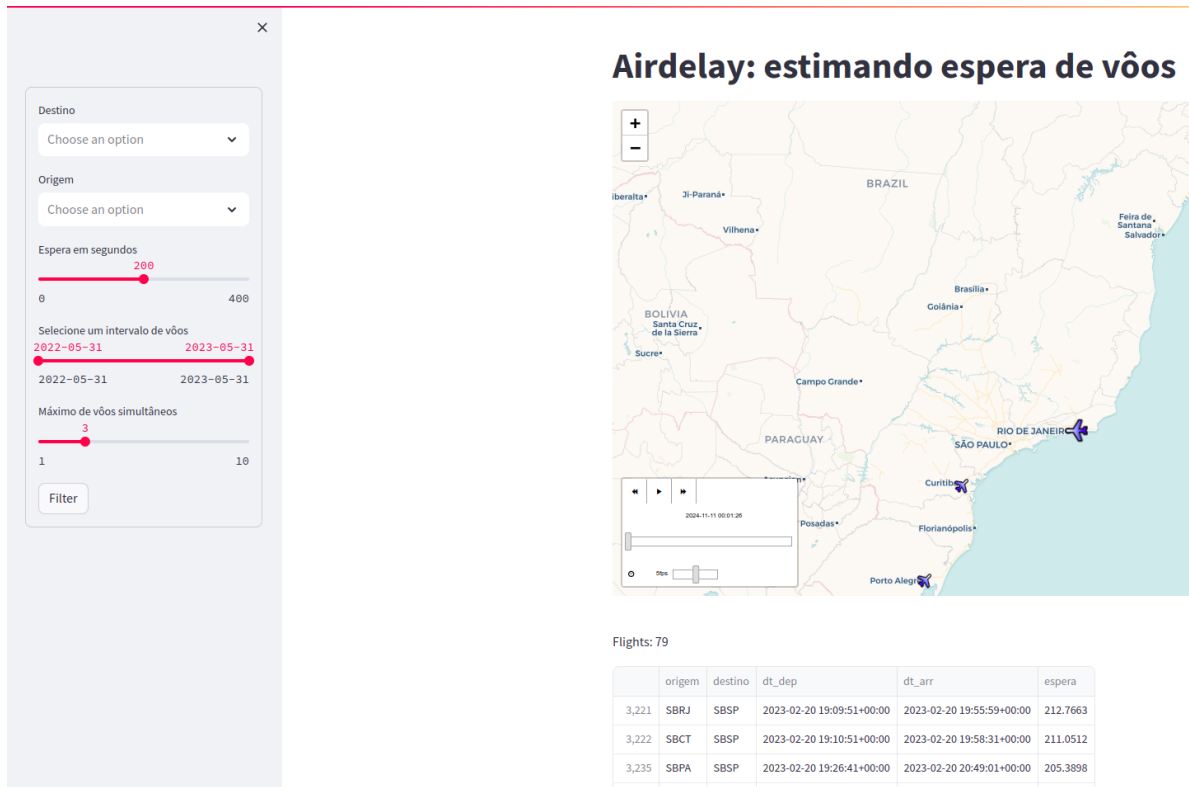 ×
Airdelay: estimando espera de vôos
Destino
Choose an option
Origem
Choose an option
Espera em segundos
200
0 400
Selecione um intervalo de vôos
2022-05-31 2023-05-31
2022-05-31 2023-05-31
Máximo de vôos simultâneos
3
1 10
Filter
+
−
BRAZIL
iberalta
Ji-Paraná
Vilhena
Feira de
Santana
Salvador
Brasília
Goiânia
BOLIVIA
Santa Cruz
de la Sierra
Sucre
Campo Grande
RIO DE JANEIR
SÃO PAULO
PARAGUAY
Curitib
Posadas
Florianópolis
Porto Alegr
2024-11-11 00:01:26
5fps
Flights: 79
origem destino dt_dep dt_arr espera
3,221 SBRJ SBSP 2023-02-20 19:09:51+00:00 2023-02-20 19:55:59+00:00 212.7663
3,222 SBCT SBSP 2023-02-20 19:10:51+00:00 2023-02-20 19:58:31+00:00 211.0512
3,235 SBPA SBSP 2023-02-20 19:26:41+00:00 2023-02-20 20:49:01+00:00 205.3898